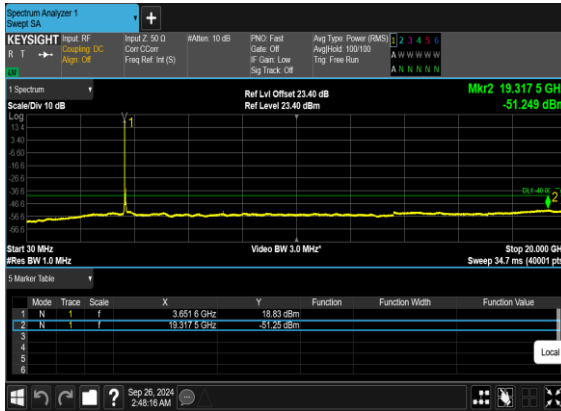 Spectrum Analyzer 1
Swept SA
+
KEYSIGHT Input: RF Input Z: 50 Ω #Atten: 10 dB PNO: Fast Avg Type: Power (RMS) 1 2 3 4 5 6
R T Coupling: DC Corr CCorr Gate: Off Avg|Hold: 100/100 A W W W W W
Align: Off Freq Ref: Int (S) IF Gain: Low Trig: Free Run
Sig Track: Off A N N N N N
LXI
1 Spectrum Ref Lvl Offset 23.40 dB Mkr2 19.317 5 GH
Scale/Div 10 dB Ref Level 23.40 dBm -51.249 dBm
Log
13.4
3.40
-6.60
-16.6
-26.6
-36.6
-46.6
-56.6
-66.6
1
2
Start 30 MHz Video BW 3.0 MHz* Stop 20.000 GH
#Res BW 1.0 MHz Sweep 34.7 ms (40001 pts
5 Marker Table
Mode Trace Scale X Y Function Function Width Function Value
1 N 1 f 3.651 6 GHz 18.83 dBm
2 N 1 f 19.317 5 GHz -51.25 dBm
3
4
5
6
Local
? Sep 26, 2024
2:48:16 AM